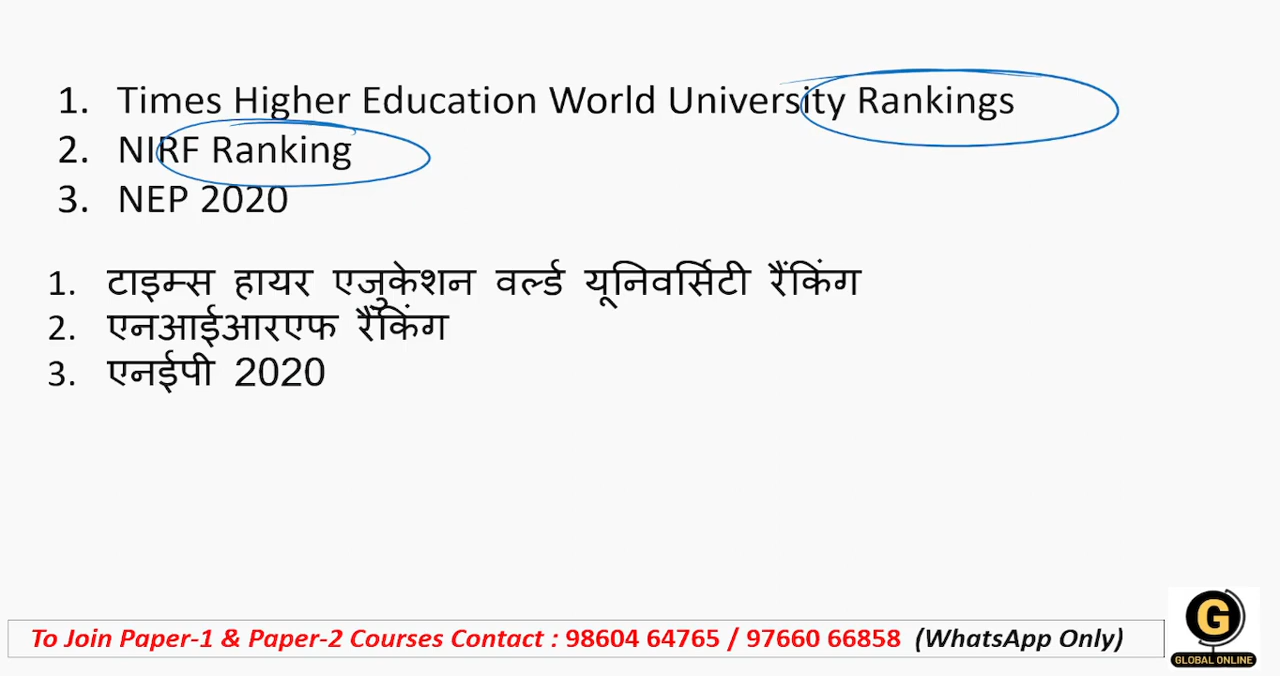 1. Times Higher Education World University Rankings
2. NIRF Ranking
3. NEP 2020
1. टाइम्स हायर एजुकेशन वर्ल्ड यूनिवर्सिटी रैंकिंग
2. एनआईआरएफ रैंकिंग
3. एनईपी 2020
To Join Paper-1 & Paper-2 Courses Contact : 98604 64765 / 97660 66858 (WhatsApp Only)
G
GLOBAL ONLINE